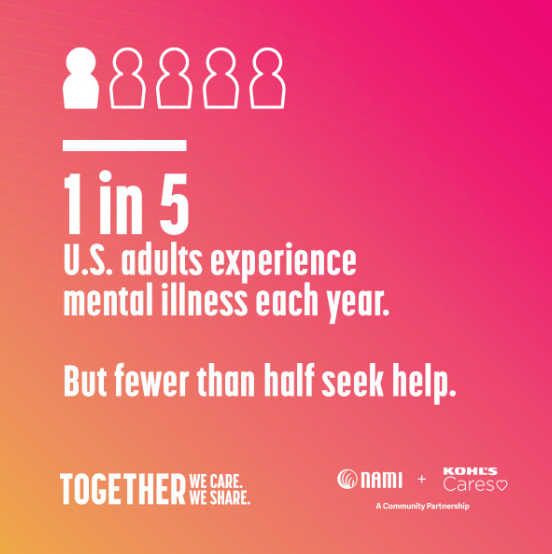 1 in 5
U.S. adults experience
mental illness each year.
But fewer than half seek help.
TOGETHER WE CARE.
WE SHARE.
NAMI + KOHL'S
Cares
A Community Partnership